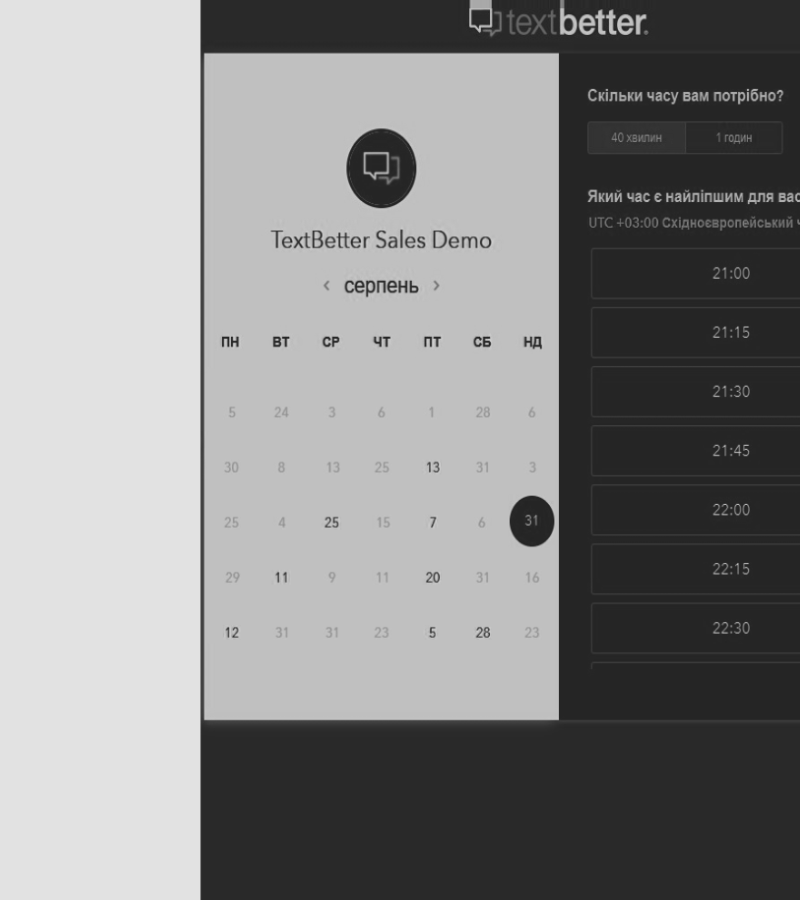 textbetter.
TextBetter Sales Demo
‹ серпень ›
ПН ВТ СР ЧТ ПТ СБ НД
5 24 3 6 1 28 6
30 8 13 25 13 31 3
25 4 25 15 7 6 31
29 11 9 11 20 31 16
12 31 31 23 5 28 23
Скільки часу вам потрібно?
40 хвилин 1 годин
Який час є найліпшим для вас
UTC +03:00 Східноєвропейський ч
21:00
21:15
21:30
21:45
22:00
22:15
22:30